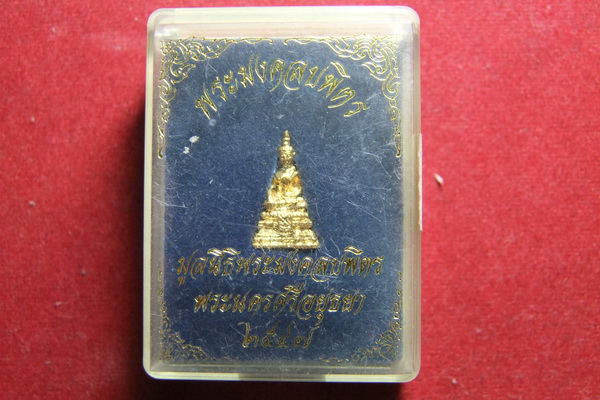 พระมงคลบพิตร
มูลนิธิพระมงคลบพิตร
พระนครศรีอยุธยา
๒๕๔๗